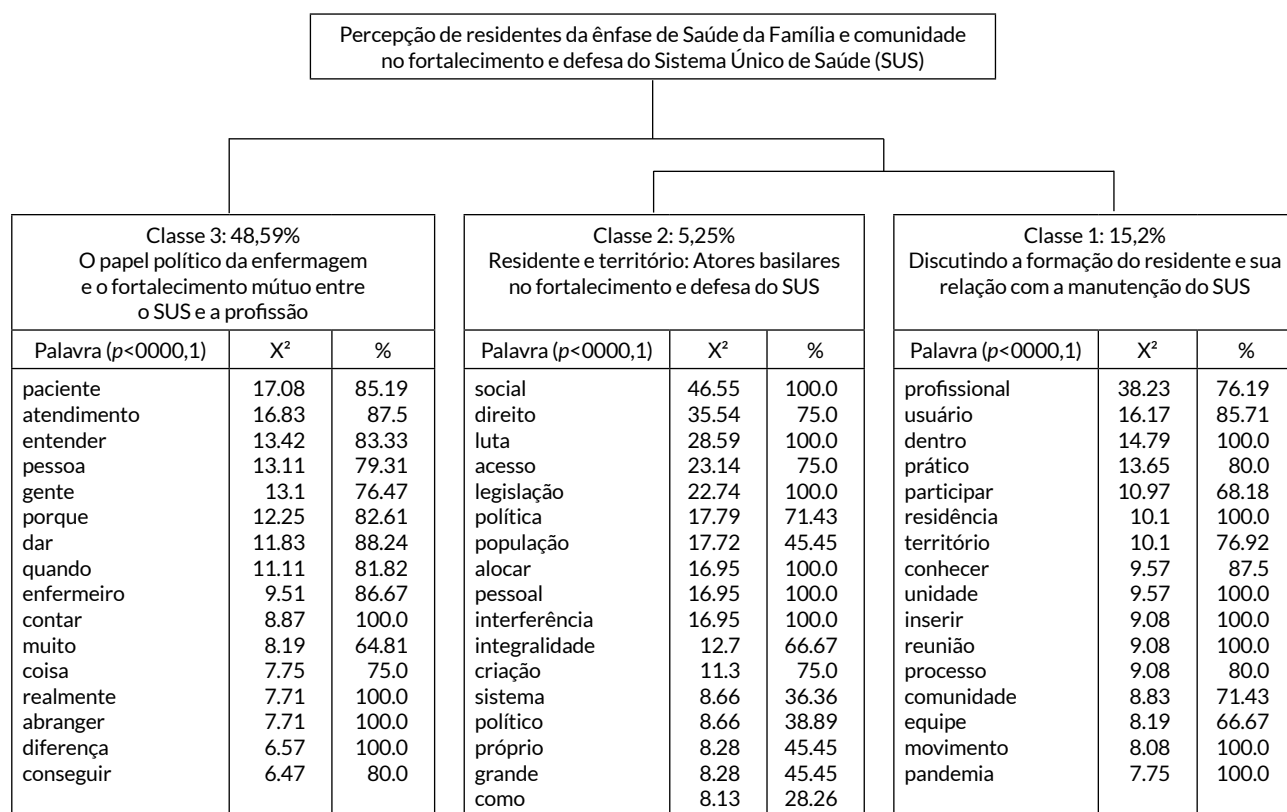 Percepção de residentes da ênfase de Saúde da Família e comunidade
no fortalecimento e defesa do Sistema Único de Saúde (SUS)
Classe 3: 48,59%
O papel político da enfermagem
e o fortalecimento mútuo entre
o SUS e a profissão
Palavra (p<0000,1) X² %
paciente 17.08 85.19
atendimento 16.83 87.5
entender 13.42 83.33
pessoa 13.11 79.31
gente 13.1 76.47
porque 12.25 82.61
dar 11.83 88.24
quando 11.11 81.82
enfermeiro 9.51 86.67
contar 8.87 100.0
muito 8.19 64.81
coisa 7.75 75.0
realmente 7.71 100.0
abranger 7.71 100.0
diferença 6.57 100.0
conseguir 6.47 80.0
Classe 2: 5,25%
Residente e território: Atores basilares
no fortalecimento e defesa do SUS
Palavra (p<0000,1) X² %
social 46.55 100.0
direito 35.54 75.0
luta 28.59 100.0
acesso 23.14 75.0
legislação 22.74 100.0
política 17.79 71.43
população 17.72 45.45
alocar 16.95 100.0
pessoal 16.95 100.0
interferência 16.95 100.0
integralidade 12.7 66.67
criação 11.3 75.0
sistema 8.66 36.36
político 8.66 38.89
próprio 8.28 45.45
grande 8.28 45.45
como 8.13 28.26
Classe 1: 15,2%
Discutindo a formação do residente e sua
relação com a manutenção do SUS
Palavra (p<0000,1) X² %
profissional 38.23 76.19
usuário 16.17 85.71
dentro 14.79 100.0
prático 13.65 80.0
participar 10.97 68.18
residência 10.1 100.0
território 10.1 76.92
conhecer 9.57 87.5
unidade 9.57 100.0
inserir 9.08 100.0
reunião 9.08 100.0
processo 9.08 80.0
comunidade 8.83 71.43
equipe 8.19 66.67
movimento 8.08 100.0
pandemia 7.75 100.0